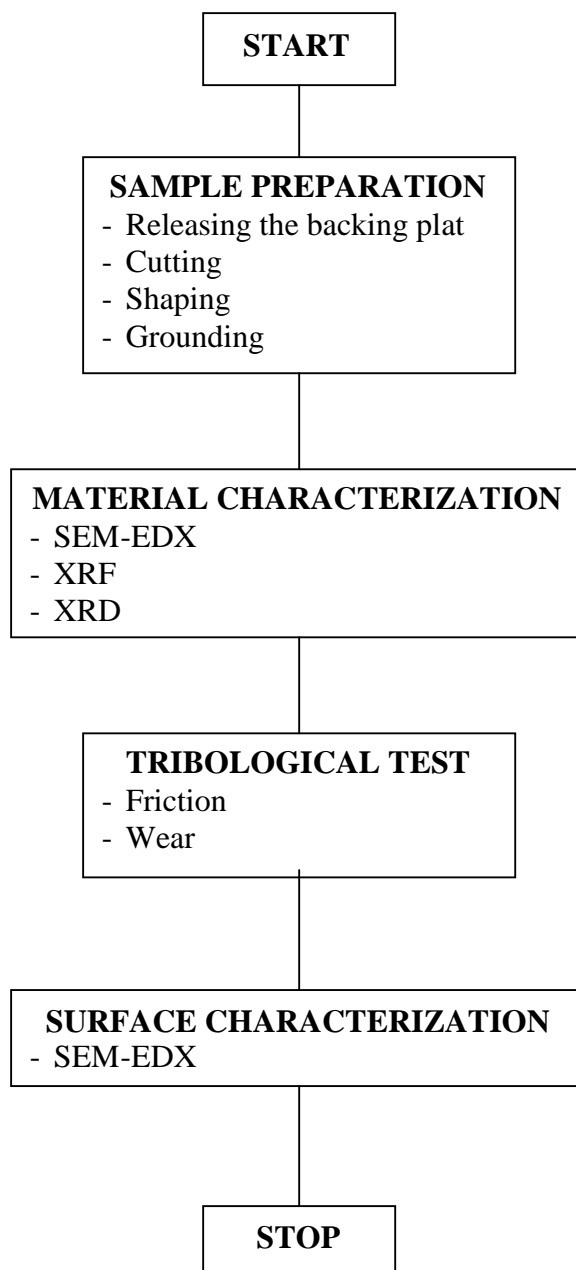 START
SAMPLE PREPARATION
- Releasing the backing plat
- Cutting
- Shaping
- Grounding
MATERIAL CHARACTERIZATION
- SEM-EDX
- XRF
- XRD
TRIBOLOGICAL TEST
- Friction
- Wear
SURFACE CHARACTERIZATION
- SEM-EDX
STOP